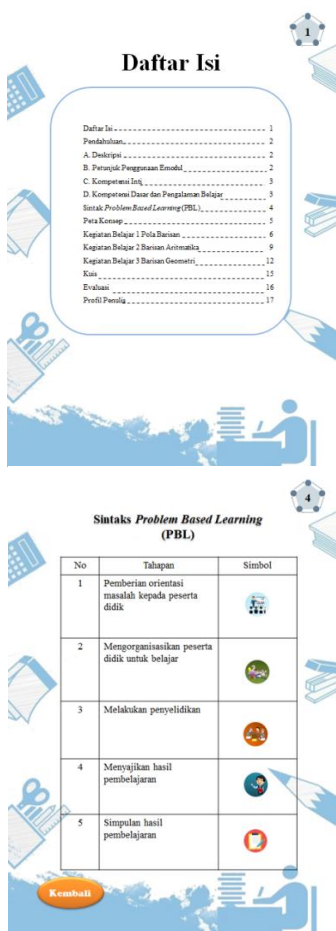 1
Daftar Isi
Daftar Isi 1
Pendahuluan 2
A. Deskripsi 2
B. Petunjuk Penggunaan Emodul 2
C. Kompetensi Inti 3
D. Kompetensi Dasar dan Pengalaman Belajar 3
Sintak Problem Based Learning (PBL) 4
Peta Konsep 5
Kegiatan Belajar 1 Pola Barisan 6
Kegiatan Belajar 2 Barisan Aritmatika 9
Kegiatan Belajar 3 Barisan Geometri 12
Kuis 15
Evaluasi 16
Profil Penulis 17
4
Sintaks Problem Based Learning
(PBL)
No Tahapan Simbol
1 Pemberian orientasi
masalah kepada peserta
didik
2 Mengorganisasikan peserta
didik untuk belajar
3 Melakukan penyelidikan
4 Menyajikan hasil
pembelajaran
5 Simpulan hasil
pembelajaran
Kembali